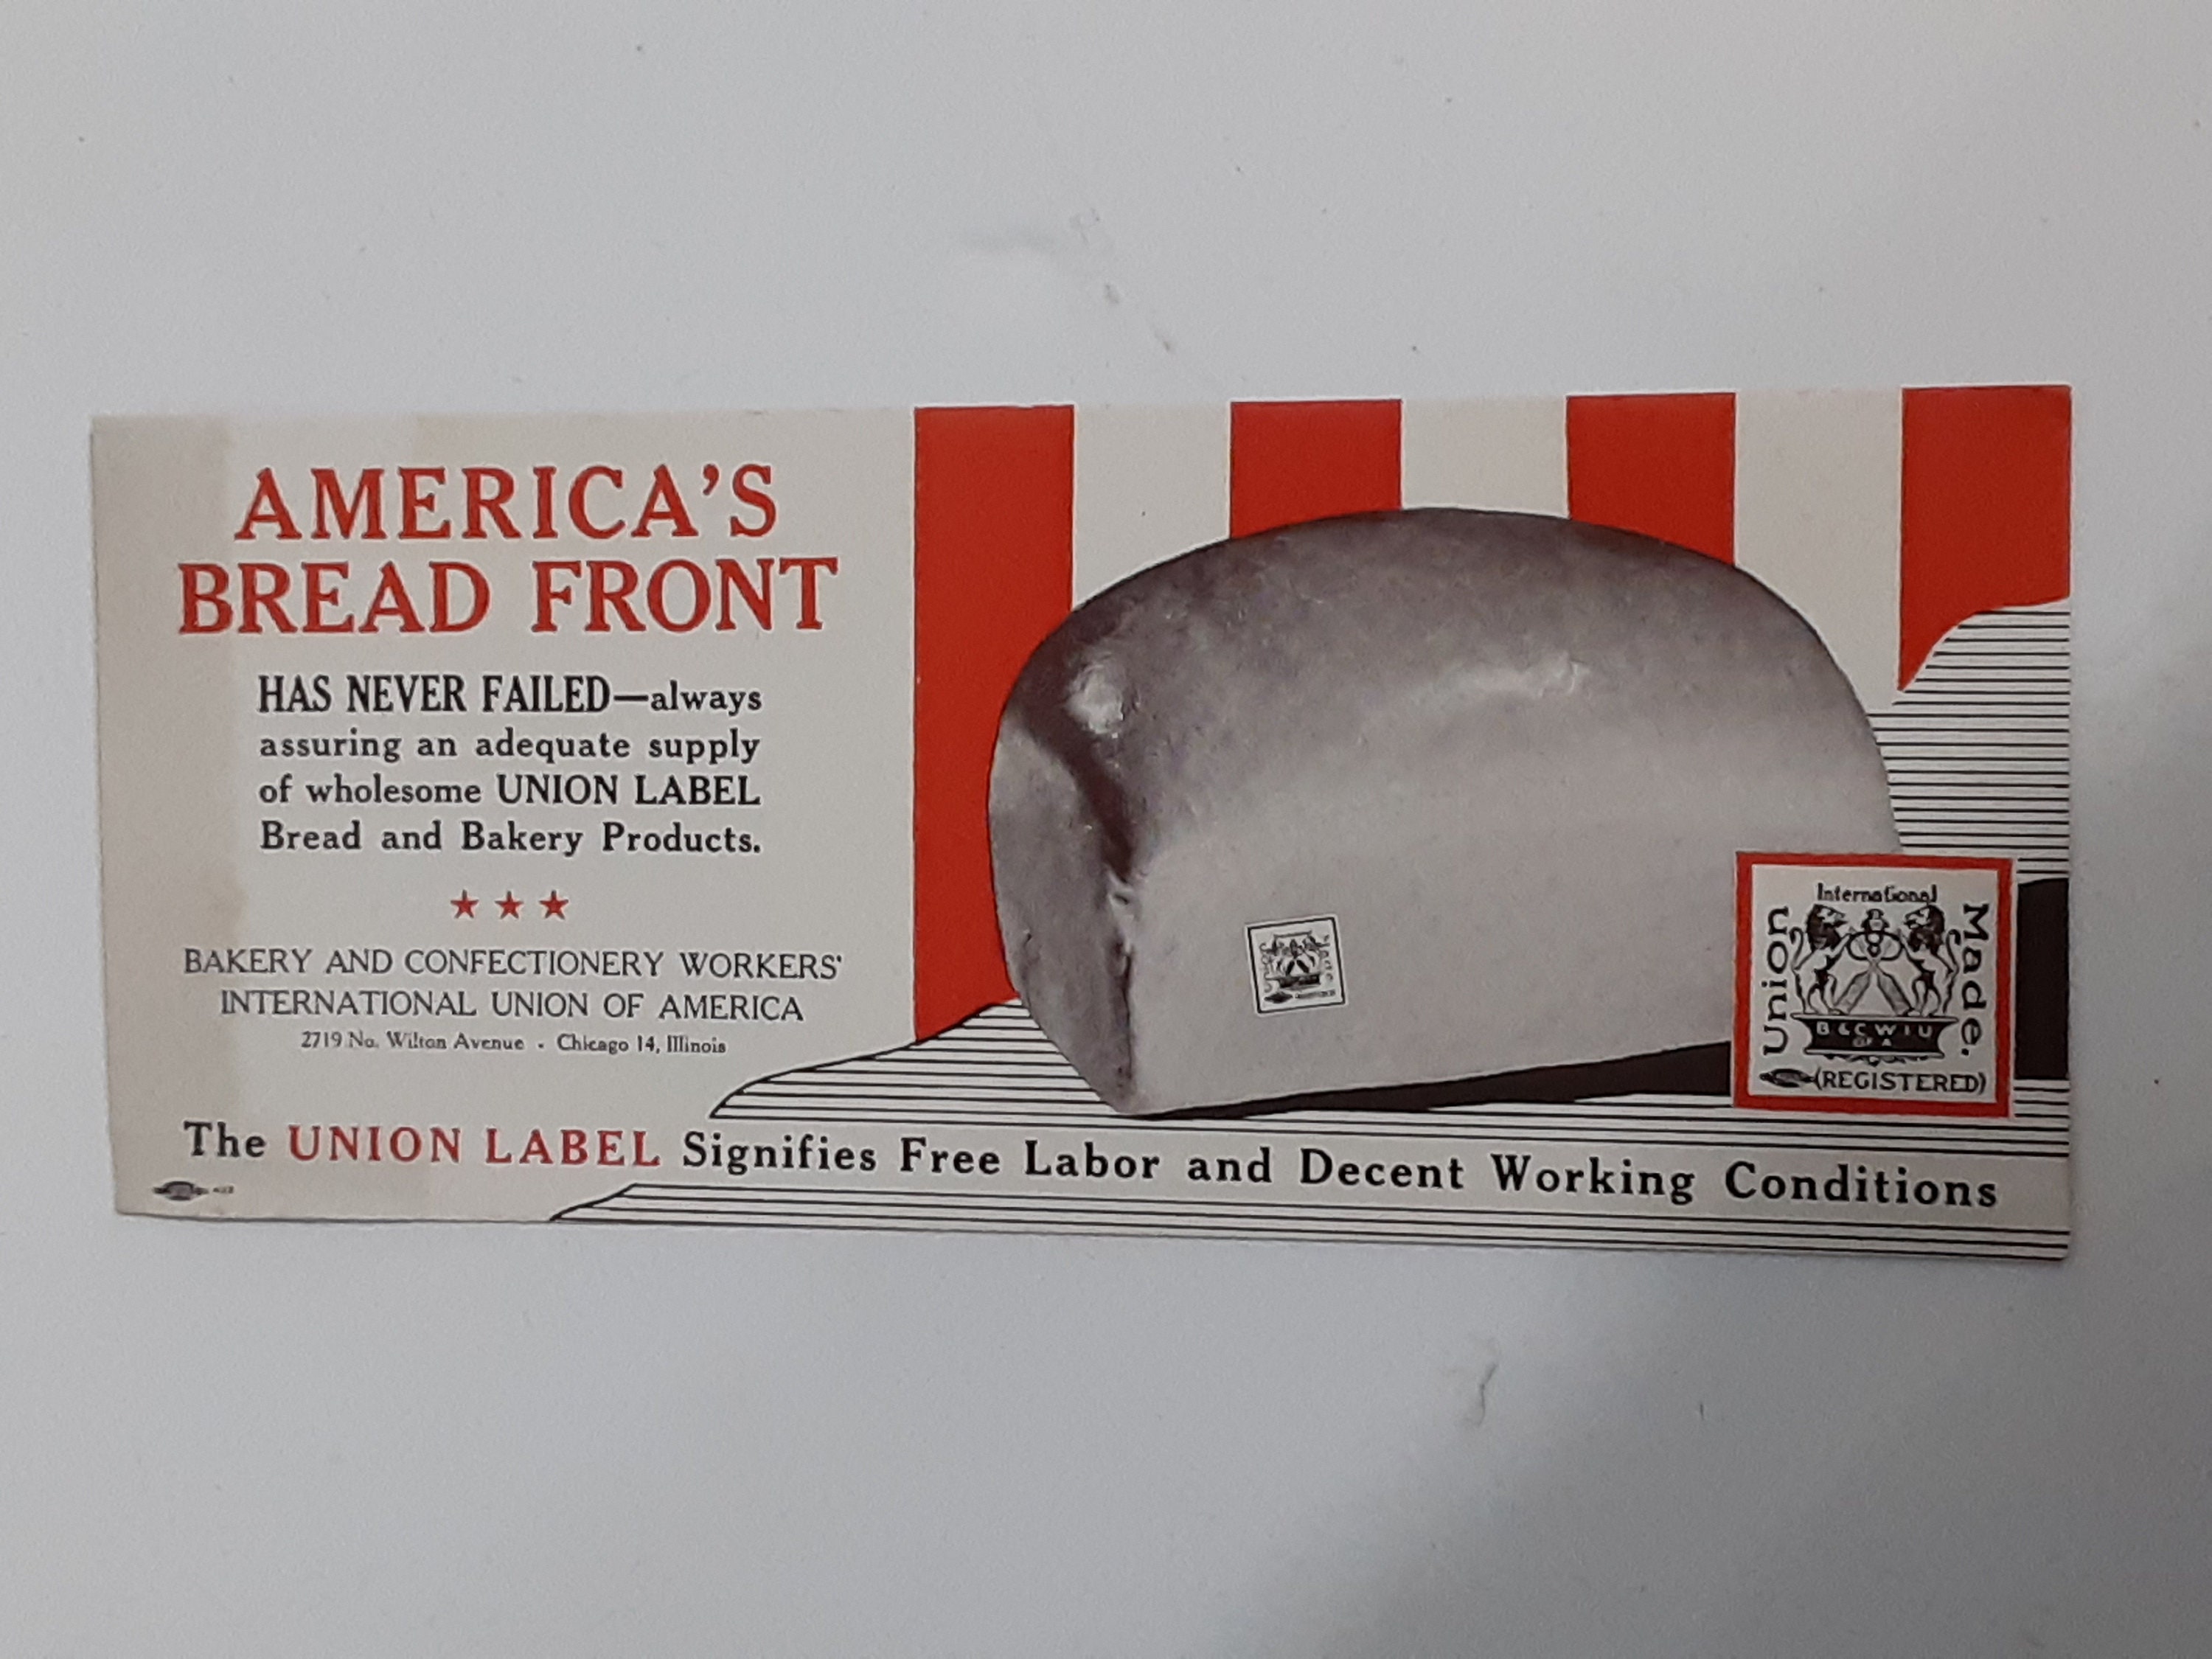 AMERICA'S
BREAD FRONT
HAS NEVER FAILED—always
assuring an adequate supply
of wholesome UNION LABEL
Bread and Bakery Products.
★ ★ ★
BAKERY AND CONFECTIONERY WORKERS'
INTERNATIONAL UNION OF AMERICA
2719 No. Wilton Avenue - Chicago 14, Illinois
International
Union
Made.
B & C W I U
OF A
(REGISTERED)
The UNION LABEL Signifies Free Labor and Decent Working Conditions